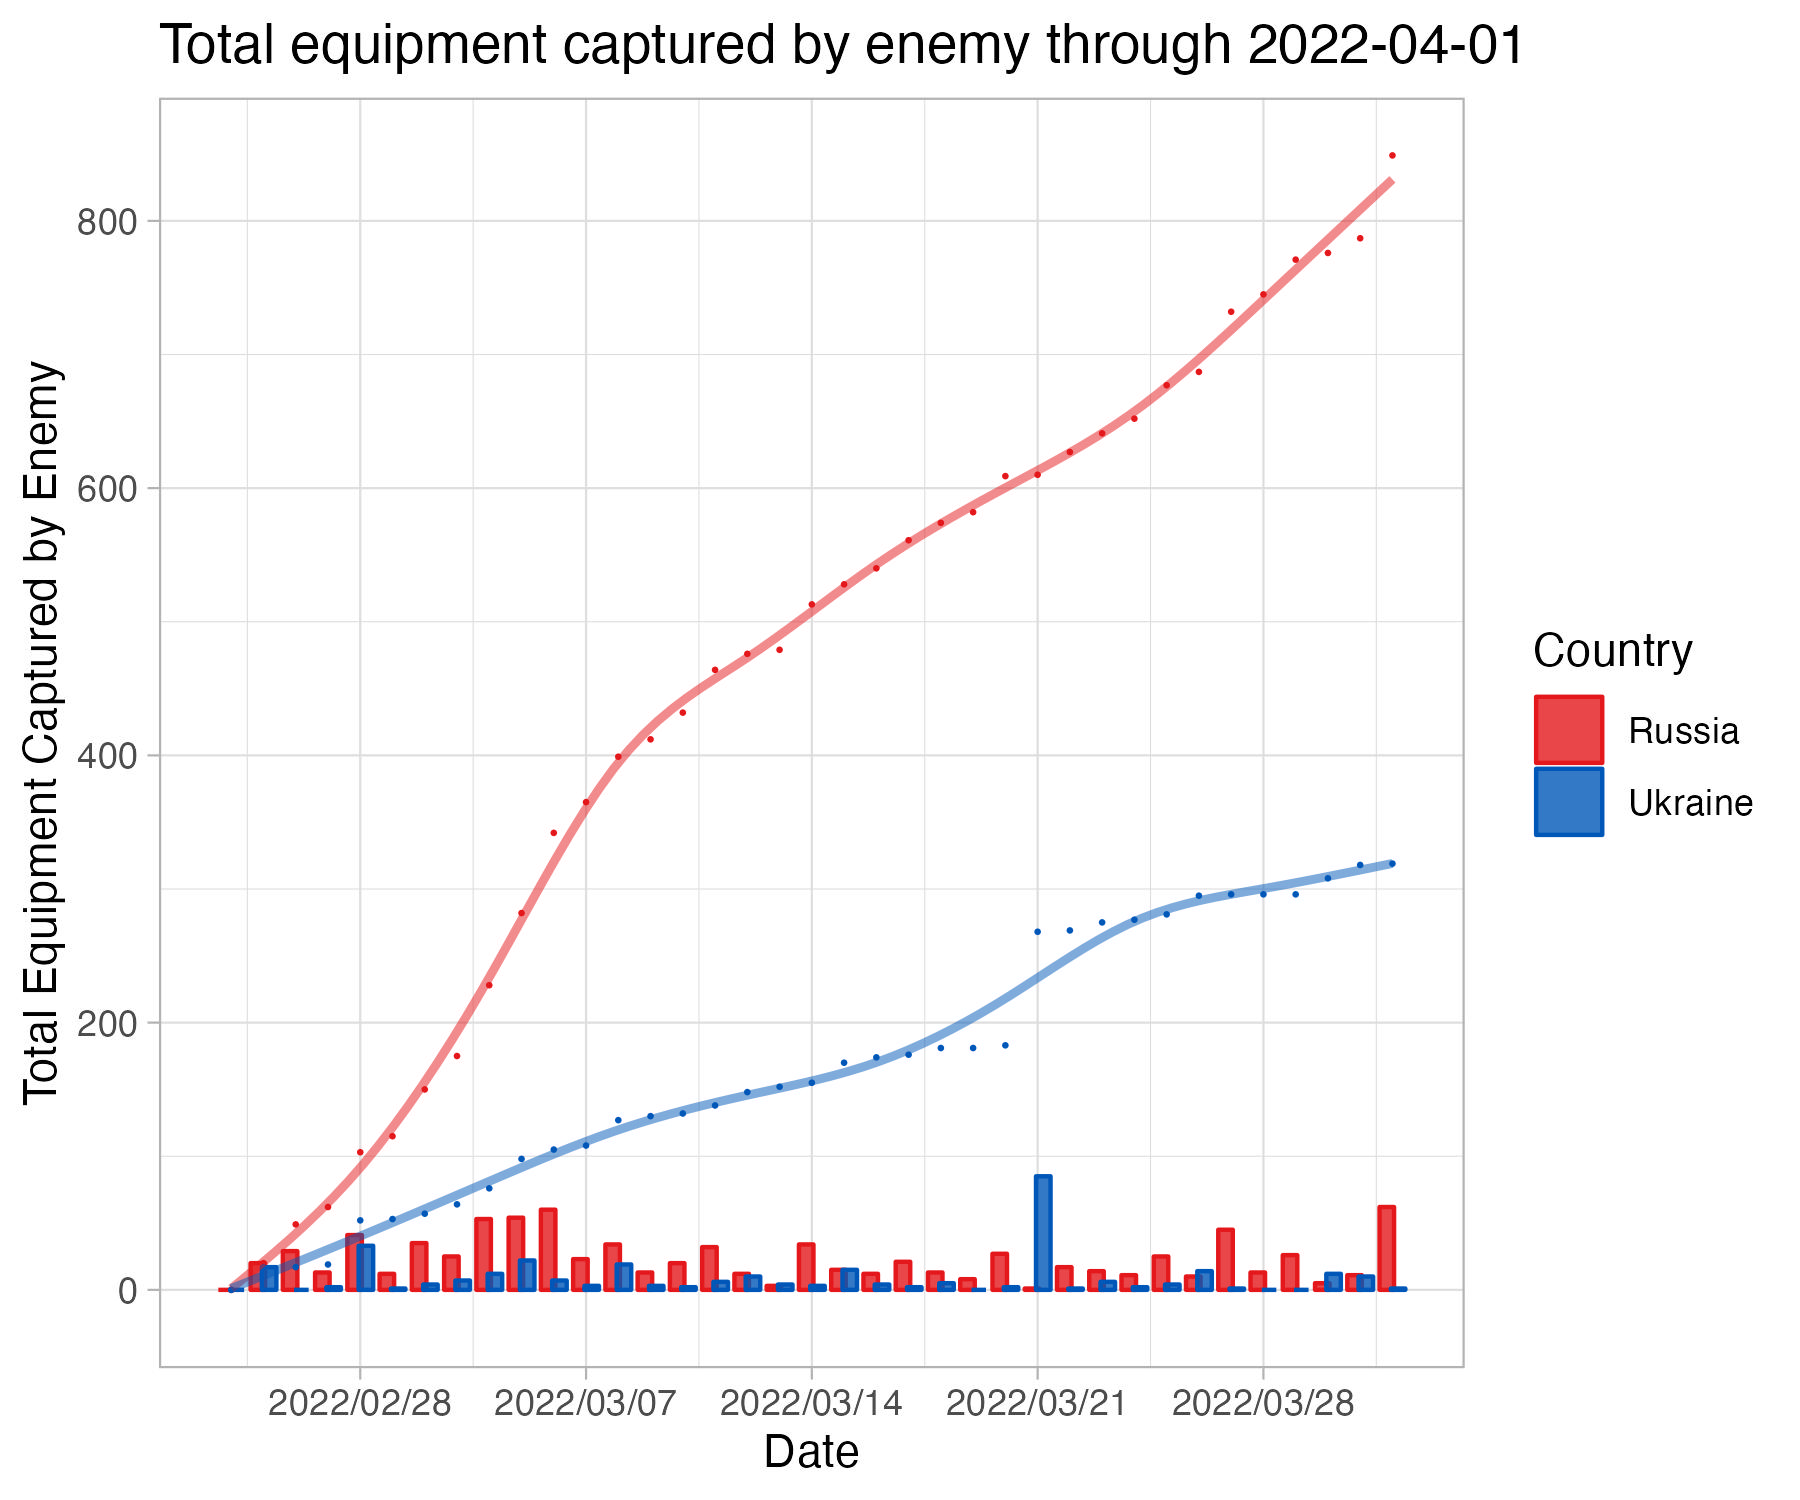 Total equipment captured by enemy through 2022-04-01
Total Equipment Captured by Enemy
800
600
400
200
0
2022/02/28 2022/03/07 2022/03/14 2022/03/21 2022/03/28
Date
Country
Russia
Ukraine